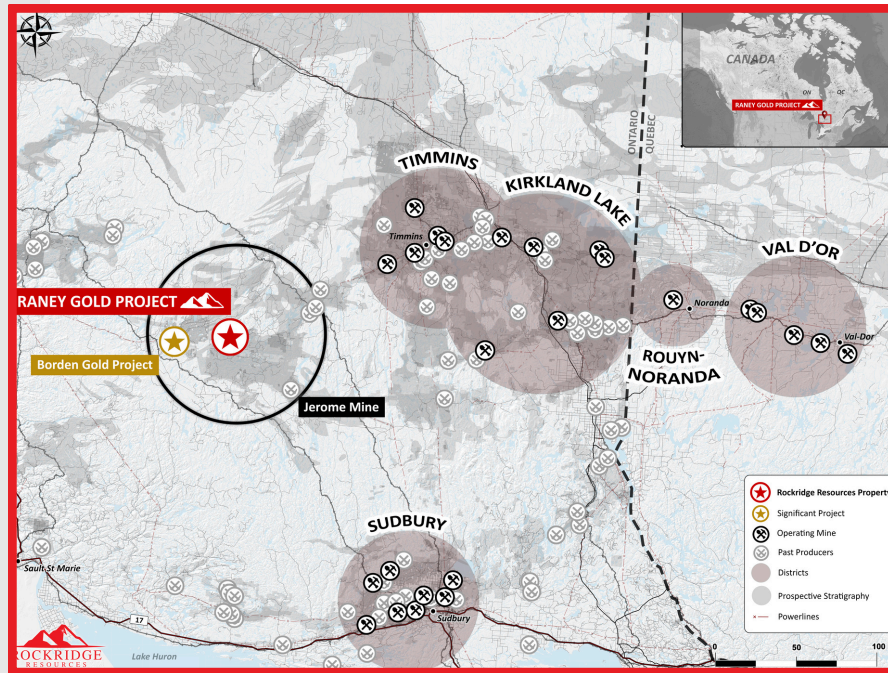 CANADA
ON
QC
RANEY GOLD PROJECT
ONTARIO
QUEBEC
TIMMINS
KIRKLAND LAKE
Timmins
VAL D'OR
RANEY GOLD PROJECT
Noranda
Val-Dor
Borden Gold Project
ROUYN-
NORANDA
Jerome Mine
SUDBURY
Rockridge Resources Property
Significant Project
Operating Mine
Past Producers
Districts
Prospective Stratigraphy
Powerlines
Sault St Marie
Sudbury
17
Lake Huron
ROCKRIDGE
RESOURCES
0
50
100